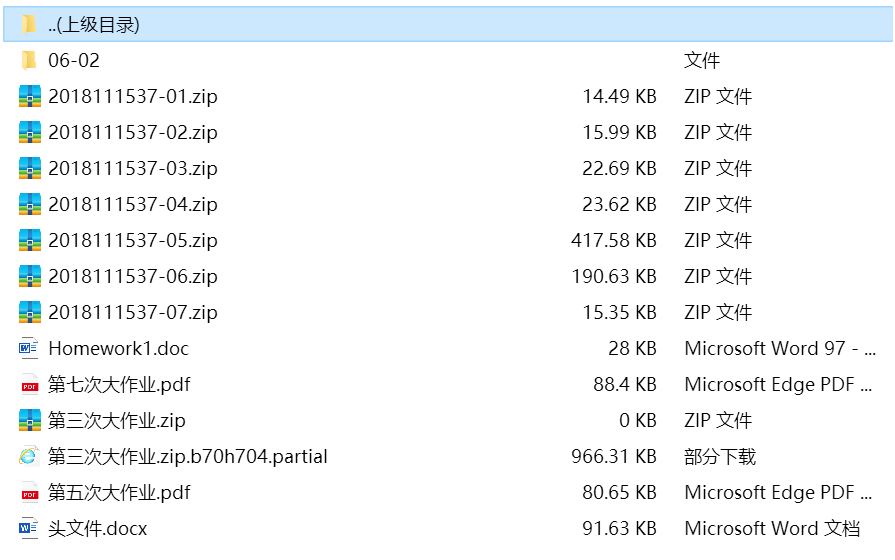 ..(上级目录)
06-02 文件
2018111537-01.zip 14.49 KB ZIP 文件
2018111537-02.zip 15.99 KB ZIP 文件
2018111537-03.zip 22.69 KB ZIP 文件
2018111537-04.zip 23.62 KB ZIP 文件
2018111537-05.zip 417.58 KB ZIP 文件
2018111537-06.zip 190.63 KB ZIP 文件
2018111537-07.zip 15.35 KB ZIP 文件
Homework1.doc 28 KB Microsoft Word 97 - ...
第七次大作业.pdf 88.4 KB Microsoft Edge PDF ...
第三次大作业.zip 0 KB ZIP 文件
第三次大作业.zip.b70h704.partial 966.31 KB 部分下载
第五次大作业.pdf 80.65 KB Microsoft Edge PDF ...
头文件.docx 91.63 KB Microsoft Word 文档